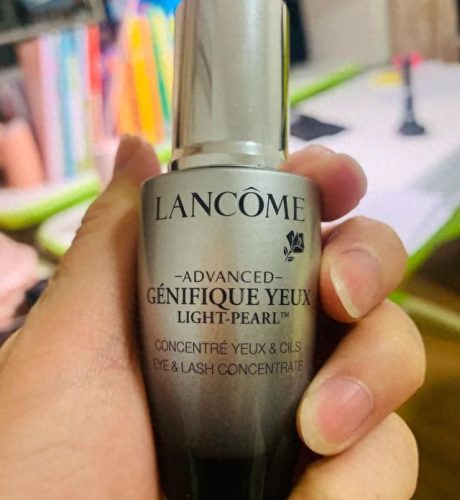 LANCÔME
-ADVANCED-
GÉNIFIQUE YEUX
LIGHT-PEARL™
CONCENTRÉ YEUX & CILS
EYE & LASH CONCENTRATE